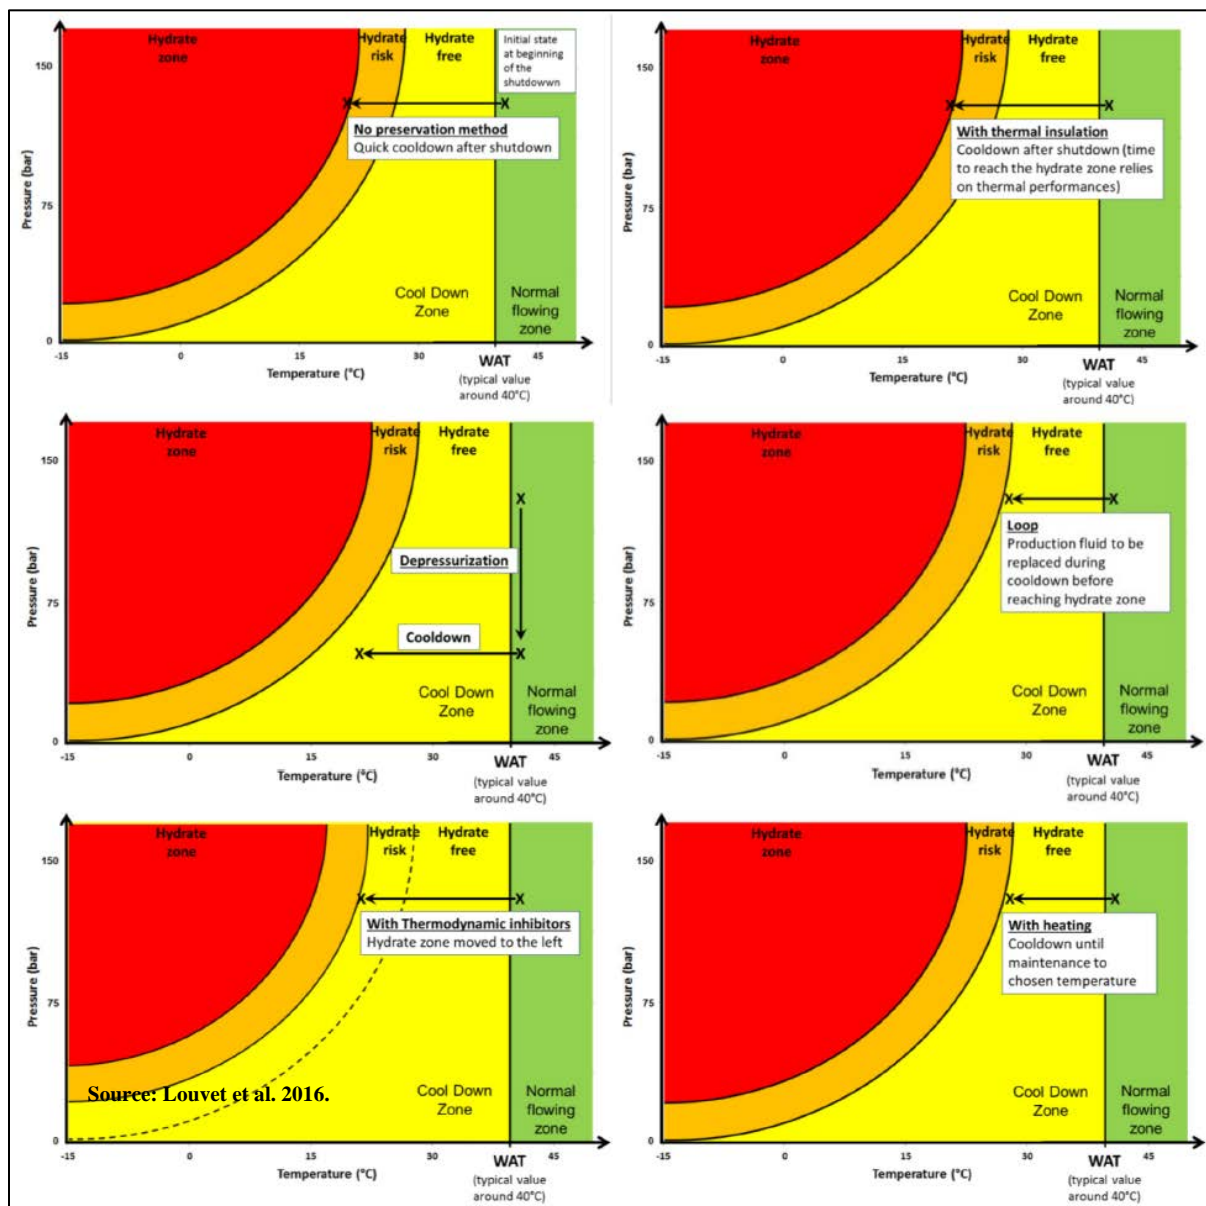 Hydrate
zone
Hydrate
risk
Hydrate
free
Initial state
at beginning
of the
shutdowwn
No preservation method
Quick cooldown after shutdown
Cool Down
Zone
Normal
flowing
zone
Pressure (bar)
150
75
0
-15
0
15
30
45
WAT
Temperature (°C)
(typical value
around 40°C)
Hydrate
zone
Hydrate
risk
Hydrate
free
With thermal insulation
Cooldown after shutdown (time
to reach the hydrate zone relies
on thermal performances)
Cool Down
Zone
Normal
flowing
zone
Pressure (bar)
150
75
0
-15
0
15
30
45
WAT
Temperature (°C)
(typical value
around 40°C)
Hydrate
zone
Hydrate
risk
Hydrate
free
Depressurization
Cooldown
Cool Down
Zone
Normal
flowing
zone
Pressure (bar)
150
75
0
-15
0
15
30
45
WAT
Temperature (°C)
(typical value
around 40°C)
Hydrate
zone
Hydrate
risk
Hydrate
free
Loop
Production fluid to be
replaced during
cooldown before
reaching hydrate zone
Cool Down
Zone
Normal
flowing
zone
Pressure (bar)
150
75
0
-15
0
15
30
45
WAT
Temperature (°C)
(typical value
around 40°C)
Hydrate
zone
Hydrate
risk
Hydrate
free
With Thermodynamic inhibitors
Hydrate zone moved to the left
Source: Louvet et al. 2016.
Cool Down
Zone
Normal
flowing
zone
Pressure (bar)
150
75
0
-15
0
15
30
45
WAT
Temperature (°C)
(typical value
around 40°C)
Hydrate
zone
Hydrate
risk
Hydrate
free
With heating
Cooldown until
maintenance to
chosen temperature
Cool Down
Zone
Normal
flowing
zone
Pressure (bar)
150
75
0
-15
0
15
30
45
WAT
Temperature (°C)
(typical value
around 40°C)